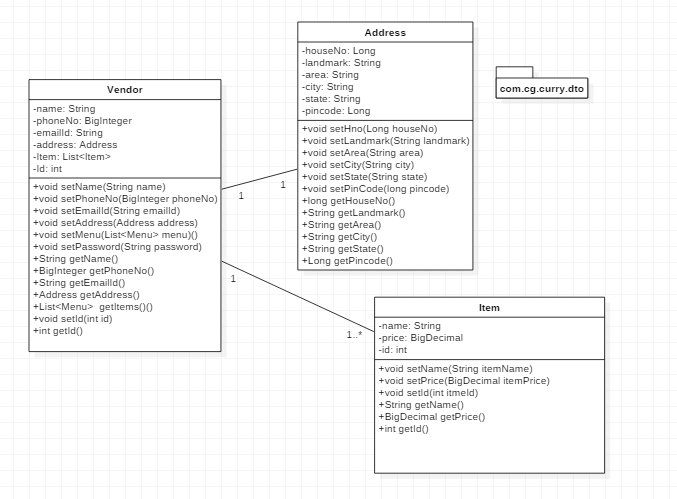 Vendor
-name: String
-phoneNo: BigInteger
-emailId: String
-address: Address
-Item: List<Item>
-Id: int
+void setName(String name)
+void setPhoneNo(BigInteger phoneNo)
+void setEmailId(String emailId)
+void setAddress(Address address)
+void setMenu(List<Menu> menu)()
+void setPassword(String password)
+String getName()
+BigInteger getPhoneNo()
+String getEmailId()
+Address getAddress()
+List<Menu>  getItems()()
+void setId(int id)
+int getId()
1
1
1
1..*
Address
-houseNo: Long
-landmark: String
-area: String
-city: String
-state: String
-pincode: Long
+void setHno(Long houseNo)
+void setLandmark(String landmark)
+void setArea(String area)
+void setCity(String city)
+void setState(String state)
+void setPinCode(long pincode)
+long getHouseNo()
+String getLandmark()
+String getArea()
+String getCity()
+String getState()
+Long getPincode()
com.cg.curry.dto
Item
-name: String
-price: BigDecimal
-id: int
+void setName(String itemName)
+void setPrice(BigDecimal itemPrice)
+void setId(int itmeId)
+String getName()
+BigDecimal getPrice()
+int getId()